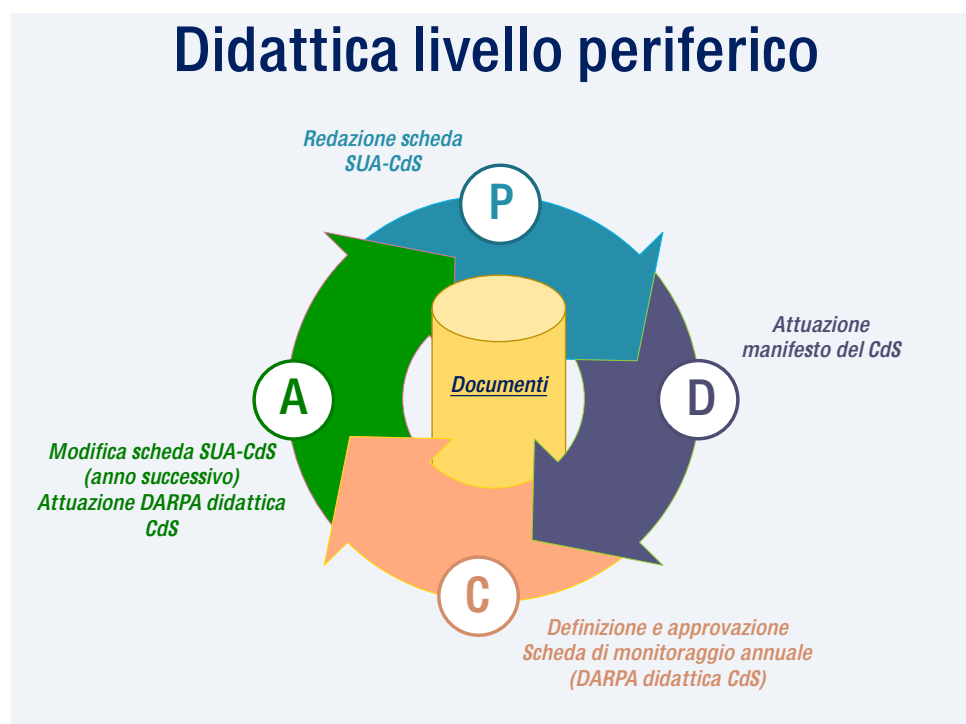 Didattica livello periferico
Redazione scheda
SUA-CdS
P
Attuazione
manifesto del CdS
D
Documenti
A
Modifica scheda SUA-CdS
(anno successivo)
Attuazione DARPA didattica
CdS
C
Definizione e approvazione
Scheda di monitoraggio annuale
(DARPA didattica CdS)